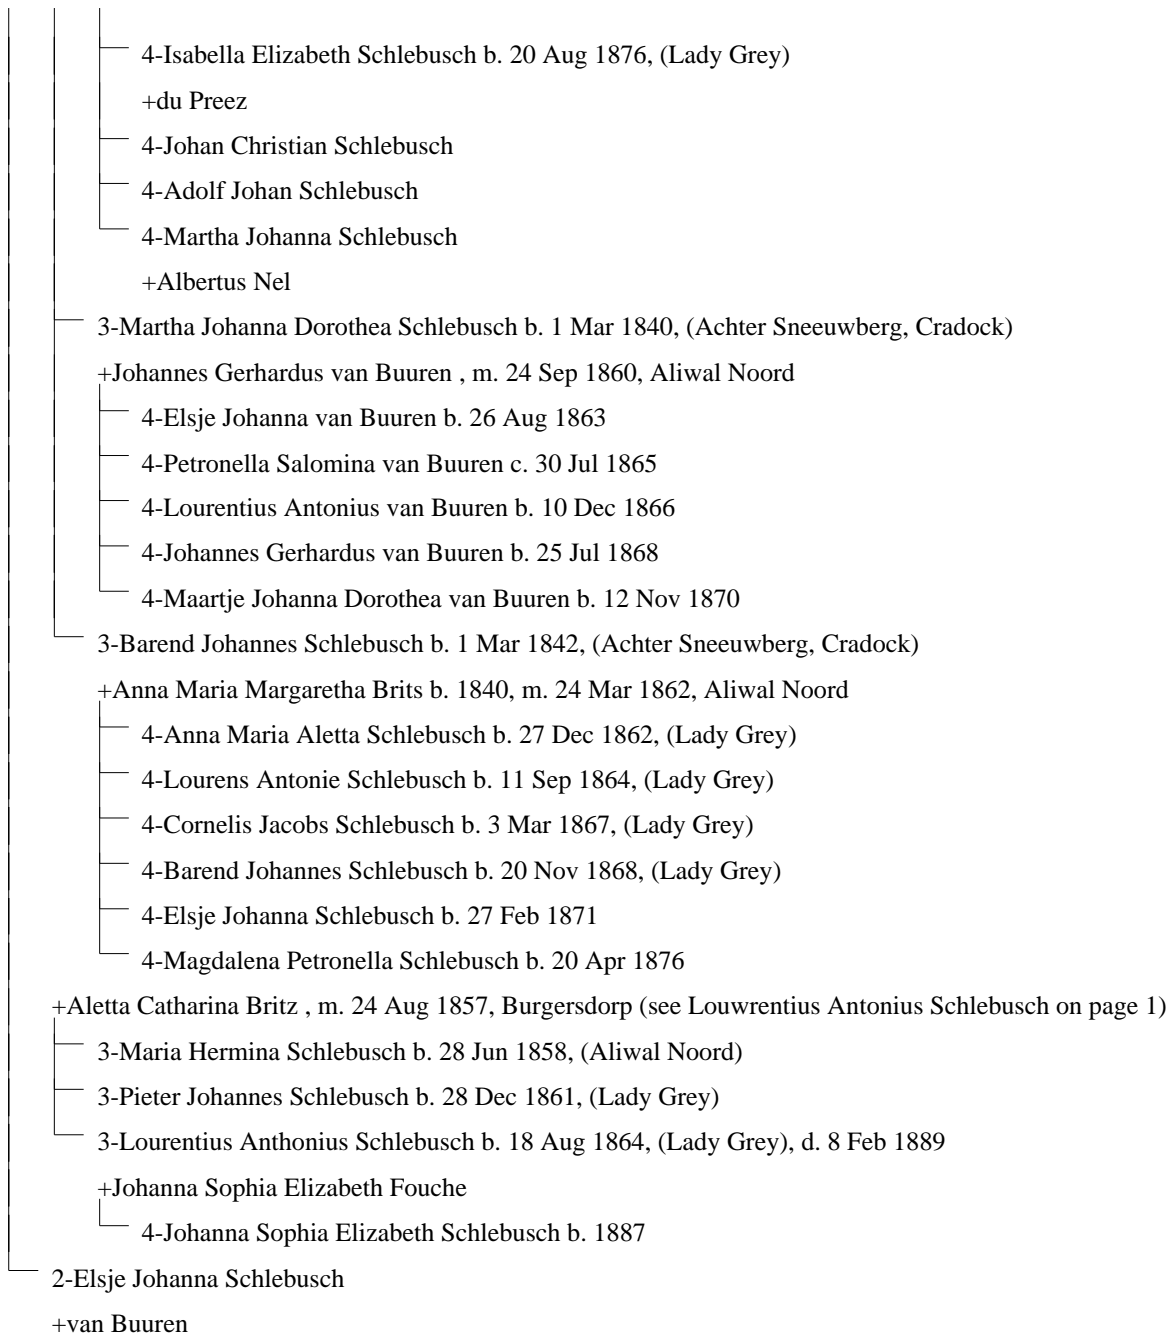 4-Isabella Elizabeth Schlebusch b. 20 Aug 1876, (Lady Grey)
+du Preez
4-Johan Christian Schlebusch
4-Adolf Johan Schlebusch
4-Martha Johanna Schlebusch
+Albertus Nel
3-Martha Johanna Dorothea Schlebusch b. 1 Mar 1840, (Achter Sneeuwberg, Cradock)
+Johannes Gerhardus van Buuren , m. 24 Sep 1860, Aliwal Noord
4-Elsje Johanna van Buuren b. 26 Aug 1863
4-Petronella Salomina van Buuren c. 30 Jul 1865
4-Lourentius Antonius van Buuren b. 10 Dec 1866
4-Johannes Gerhardus van Buuren b. 25 Jul 1868
4-Maartje Johanna Dorothea van Buuren b. 12 Nov 1870
3-Barend Johannes Schlebusch b. 1 Mar 1842, (Achter Sneeuwberg, Cradock)
+Anna Maria Margaretha Brits b. 1840, m. 24 Mar 1862, Aliwal Noord
4-Anna Maria Aletta Schlebusch b. 27 Dec 1862, (Lady Grey)
4-Lourens Antonie Schlebusch b. 11 Sep 1864, (Lady Grey)
4-Cornelis Jacobs Schlebusch b. 3 Mar 1867, (Lady Grey)
4-Barend Johannes Schlebusch b. 20 Nov 1868, (Lady Grey)
4-Elsje Johanna Schlebusch b. 27 Feb 1871
4-Magdalena Petronella Schlebusch b. 20 Apr 1876
+Aletta Catharina Britz , m. 24 Aug 1857, Burgersdorp (see Louwrentius Antonius Schlebusch on page 1)
3-Maria Hermina Schlebusch b. 28 Jun 1858, (Aliwal Noord)
3-Pieter Johannes Schlebusch b. 28 Dec 1861, (Lady Grey)
3-Lourentius Anthonius Schlebusch b. 18 Aug 1864, (Lady Grey), d. 8 Feb 1889
+Johanna Sophia Elizabeth Fouche
4-Johanna Sophia Elizabeth Schlebusch b. 1887
2-Elsje Johanna Schlebusch
+van Buuren